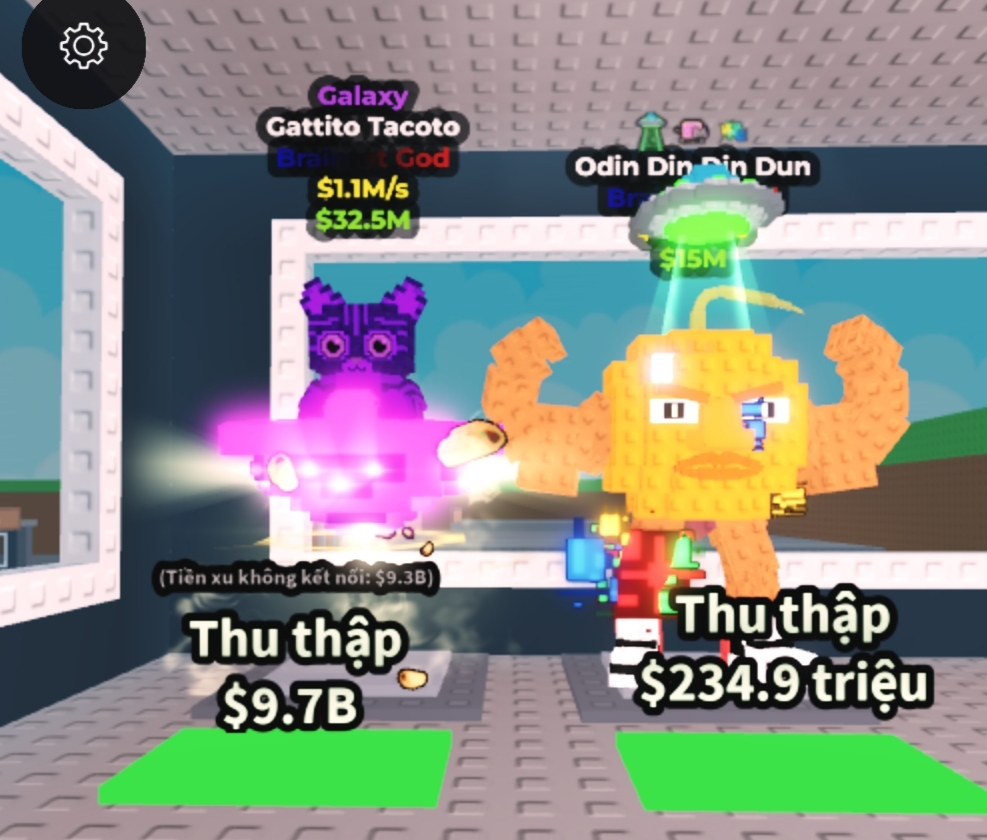 Galaxy
Gattito Tacoto
God
$1.1M/s
$32.5M
Odin Din Din Dun
$15M
(Tiền xu không kết nối: $9.3B)
Thu thập
$9.7B
Thu thập
$234.9 triệu